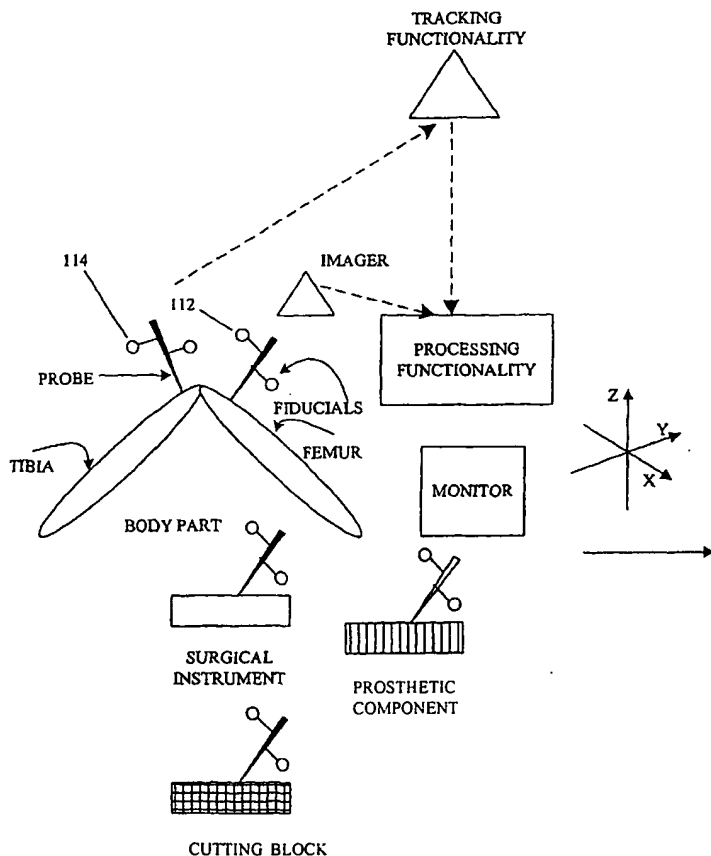 TRACKING
FUNCTIONALITY
114
IMAGER
112
PROCESSING
FUNCTIONALITY
PROBE
FIDUCIALS
FEMUR
TIBIA
Z
Y
X
MONITOR
BODY PART
SURGICAL
INSTRUMENT
PROSTHETIC
COMPONENT
CUTTING BLOCK